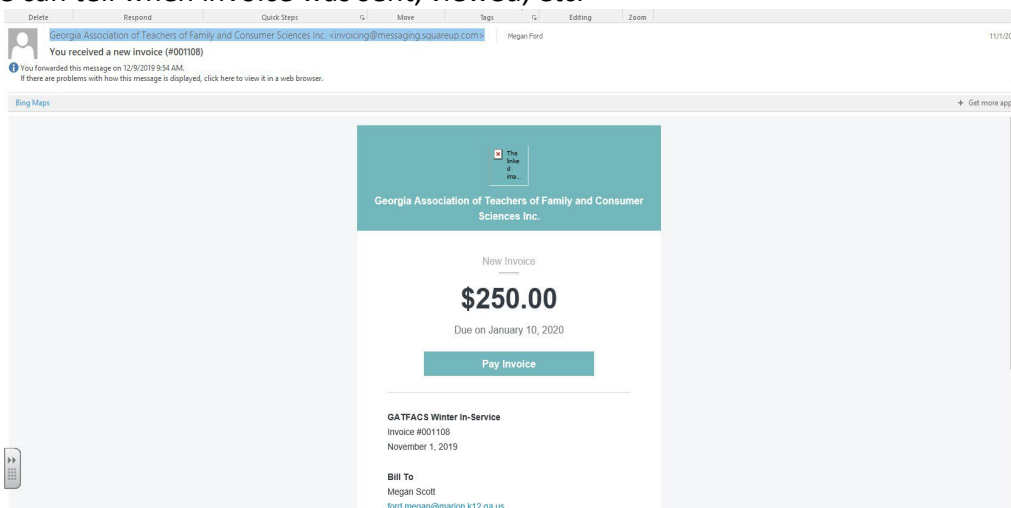 can tell when invoice was sent, viewed, etc.
Delete Respond Quick Steps Move Tags Editing Zoom
Georgia Association of Teachers of Family and Consumer Sciences Inc. <invoicing@messaging.squareup.com> Megan Ford 11/1/20
You received a new invoice (#001108)
You forwarded this message on 12/9/2019 9:54 AM.
If there are problems with how this message is displayed, click here to view it in a web browser.
Bing Maps + Get more app
The
linke
d
ima...
Georgia Association of Teachers of Family and Consumer
Sciences Inc.
New Invoice
$250.00
Due on January 10, 2020
Pay Invoice
GATFACS Winter In-Service
Invoice #001108
November 1, 2019
Bill To
Megan Scott
ford.megan@marion.k12.ga.us